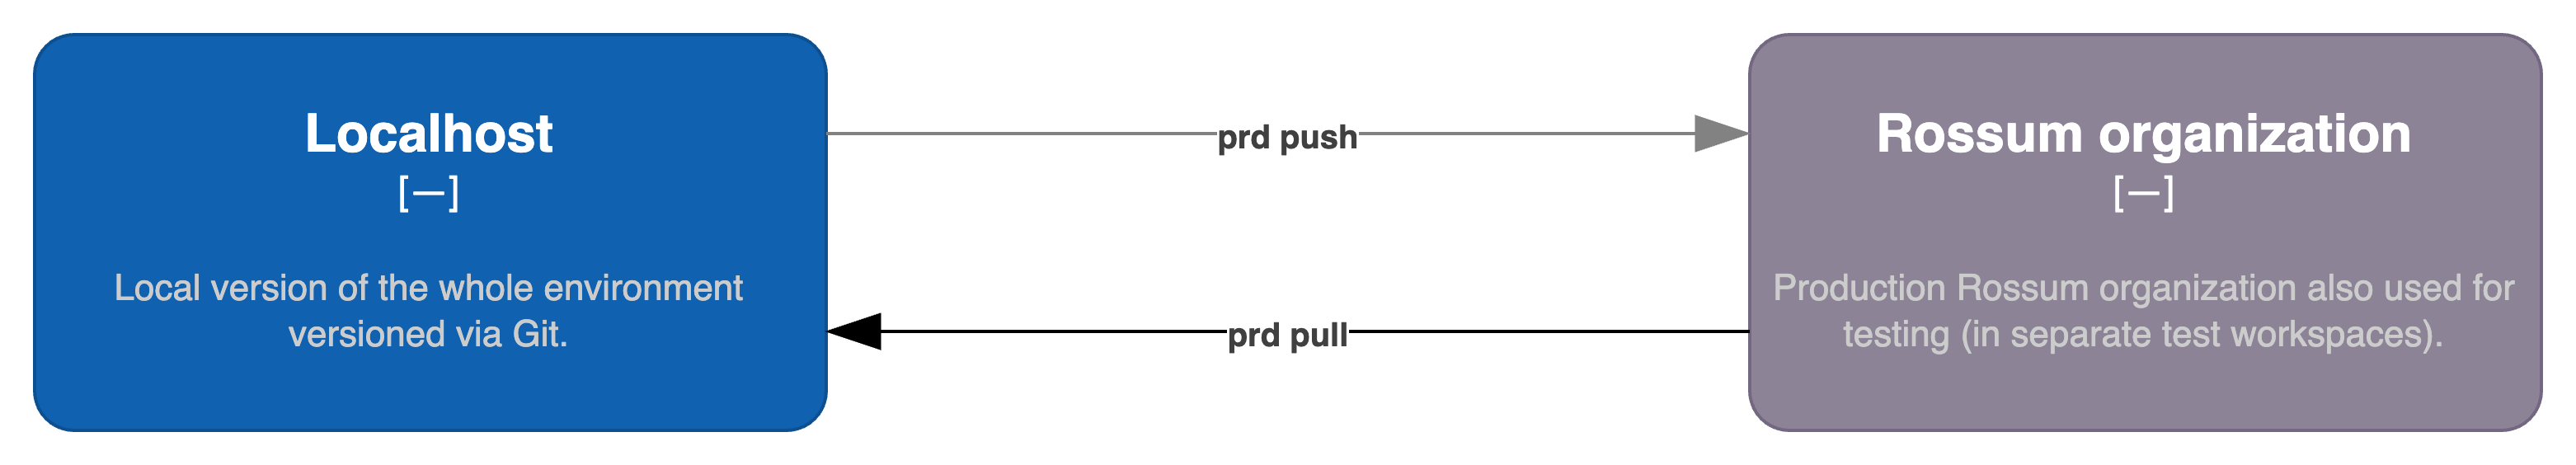 Localhost
[—]
Local version of the whole environment
versioned via Git.
prd push
prd pull
Rossum organization
[—]
Production Rossum organization also used for
testing (in separate test workspaces).